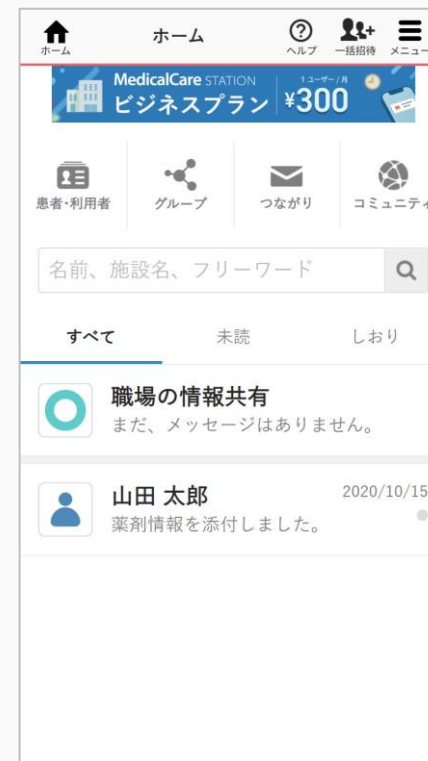 ホーム
ホーム
ヘルプ
一括招待
メニュー
MedicalCare STATION
ビジネスプラン
1ユーザー/月
¥300
患者・利用者
グループ
つながり
コミュニティ
名前、施設名、フリーワード
すべて
未読
しおり
職場の情報共有
まだ、メッセージはありません。
山田 太郎
2020/10/15
薬剤情報を添付しました。